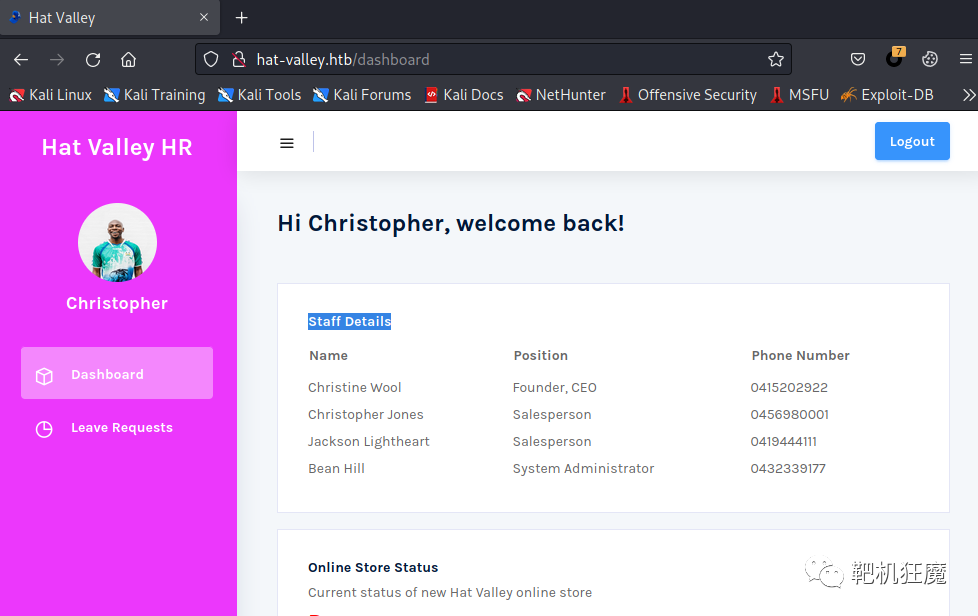 Hat Valley
hat-valley.htb/dashboard
7
Kali Linux Kali Training Kali Tools Kali Forums Kali Docs NetHunter Offensive Security MSFU Exploit-DB
Hat Valley HR
Logout
Hi Christopher, welcome back!
Christopher
Dashboard
Leave Requests
Staff Details
Name Position Phone Number
Christine Wool Founder, CEO 0415202922
Christopher Jones Salesperson 0456980001
Jackson Lightheart Salesperson 0419444111
Bean Hill System Administrator 0432339177
Online Store Status
Current status of new Hat Valley online store
靶机狂魔